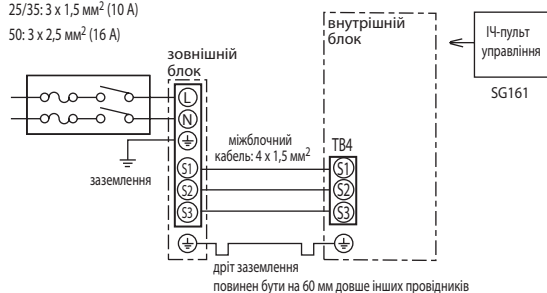 25/35: 3 x 1,5 мм² (10 А)
50: 3 x 2,5 мм² (16 А)
зовнішній
блок
внутрішній
блок
ІЧ-пульт
управління
SG161
L
N
заземлення
міжблочний
кабель: 4 x 1,5 мм²
TB4
S1
S2
S3
S1
S2
S3
дріт заземлення
повинен бути на 60 мм довше інших провідників